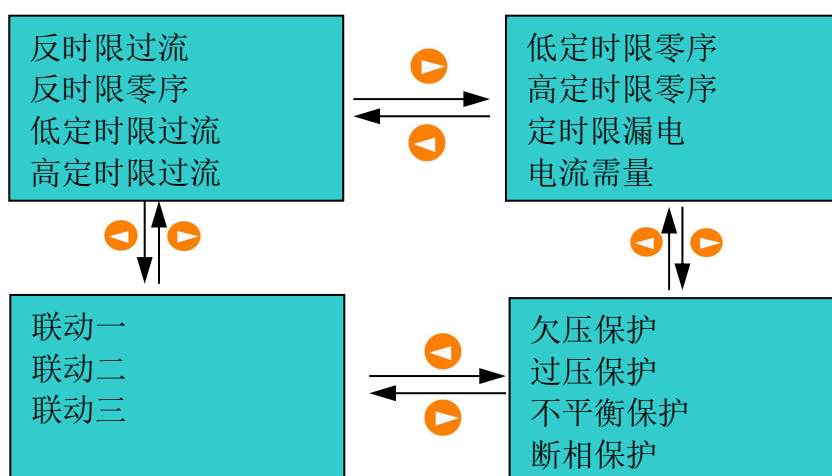 反时限过流
反时限零序
低定时限过流
高定时限过流
低定时限零序
高定时限零序
定时限漏电
电流需量
联动一
联动二
联动三
欠压保护
过压保护
不平衡保护
断相保护